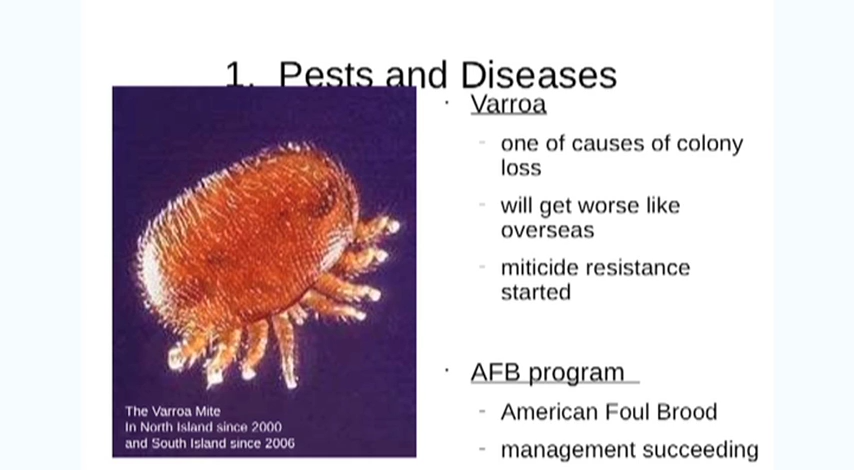 1. Pests and Diseases
· Varroa
- one of causes of colony
loss
- will get worse like
overseas
- miticide resistance
started
· AFB program
- American Foul Brood
- management succeeding
The Varroa Mite
In North Island since 2000
and South Island since 2006